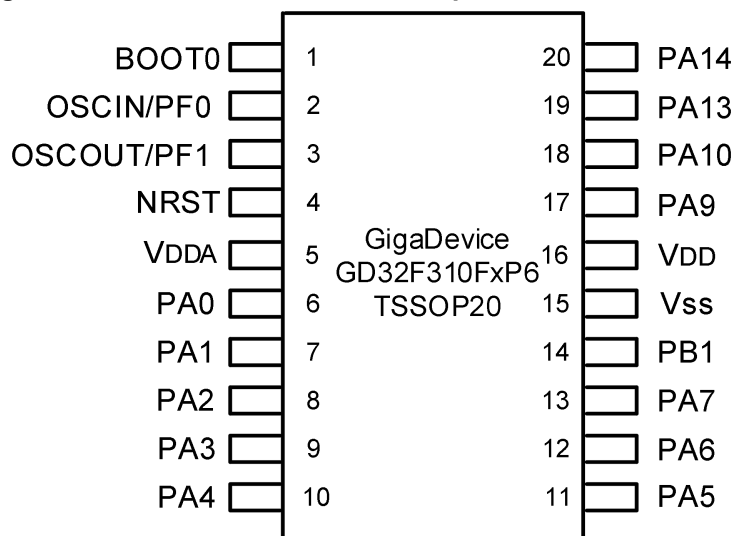 BOOT0 1 20 PA14
OSCIN/PF0 2 19 PA13
OSCOUT/PF1 3 18 PA10
NRST 4 17 PA9
VDDA 5 GigaDevice 16 VDD
GD32F310FxP6
PA0 6 TSSOP20 15 Vss
PA1 7 14 PB1
PA2 8 13 PA7
PA3 9 12 PA6
PA4 10 11 PA5